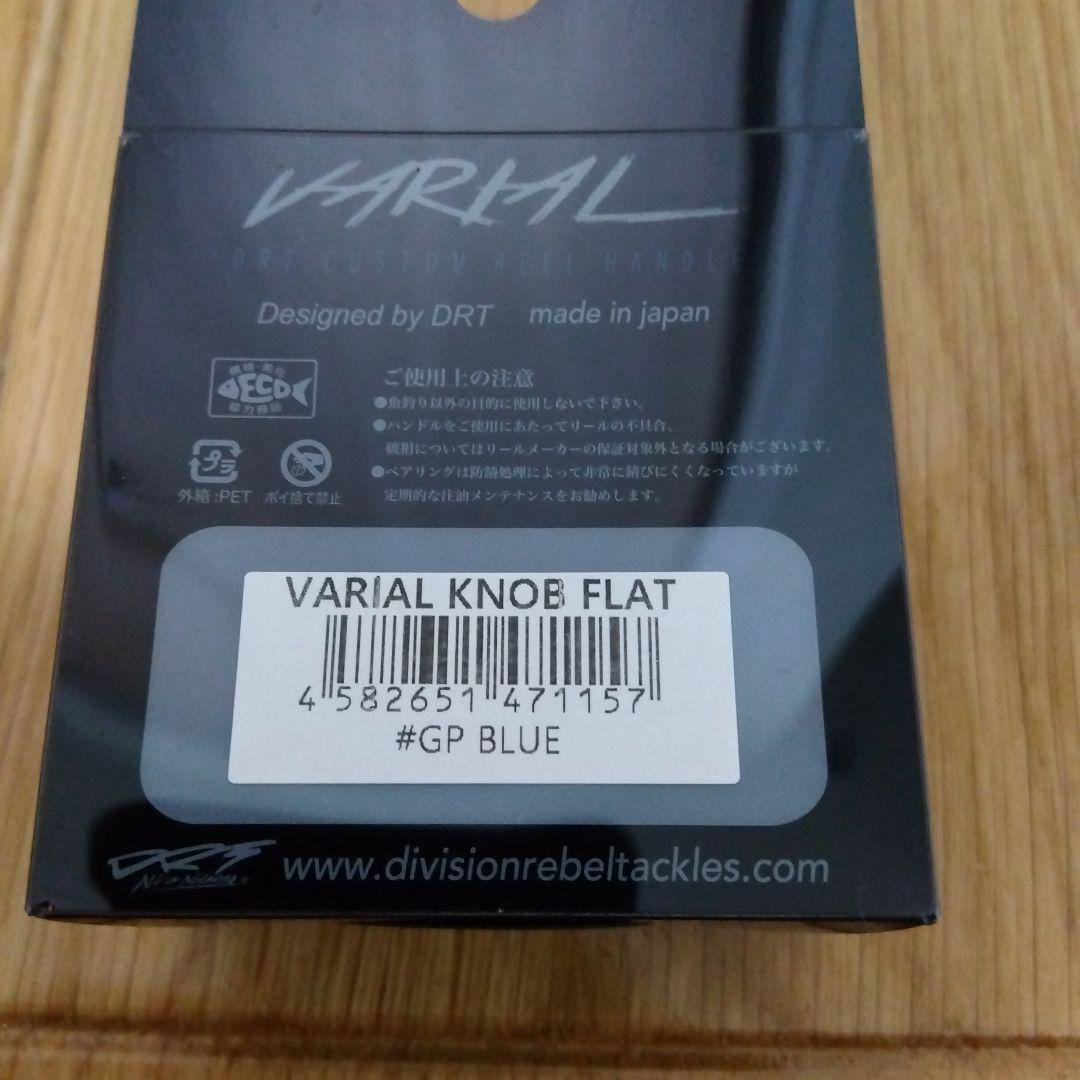 VARIAL
DRT CUSTOM REEL HANDLE
Designed by DRT made in japan
環境・美化
ECO
協力商品
プラ
外箱:PET
ポイ捨て禁止
ご使用上の注意
●魚釣り以外の目的に使用しないで下さい。
●ハンドルをご使用にあたってリールの不具合、
破損についてはリールメーカーの保証対象外となる場合がございます。
●ベアリングは防錆処理によって非常に錆びにくくなっていますが
定期的な注油メンテナンスをお勧めします。
VARIAL KNOB FLAT
4 582651 471157
#GP BLUE
DRT
www.divisionrebeltackles.com